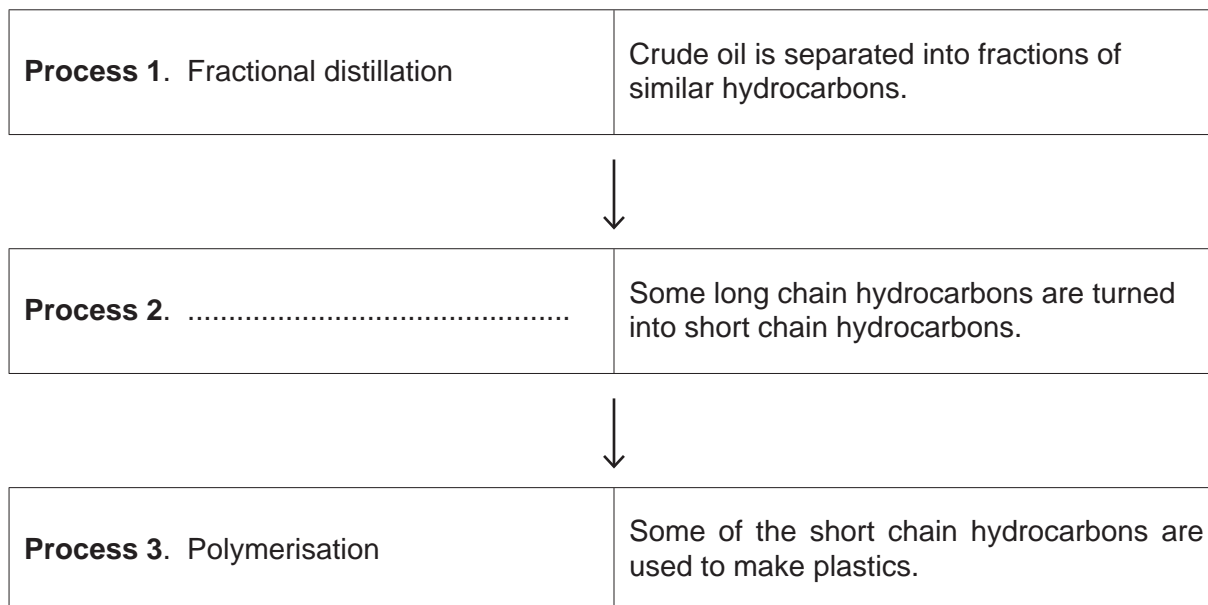 Process 1. Fractional distillation
Crude oil is separated into fractions of
similar hydrocarbons.
Process 2. ...............................................
Some long chain hydrocarbons are turned
into short chain hydrocarbons.
Process 3. Polymerisation
Some of the short chain hydrocarbons are
used to make plastics.